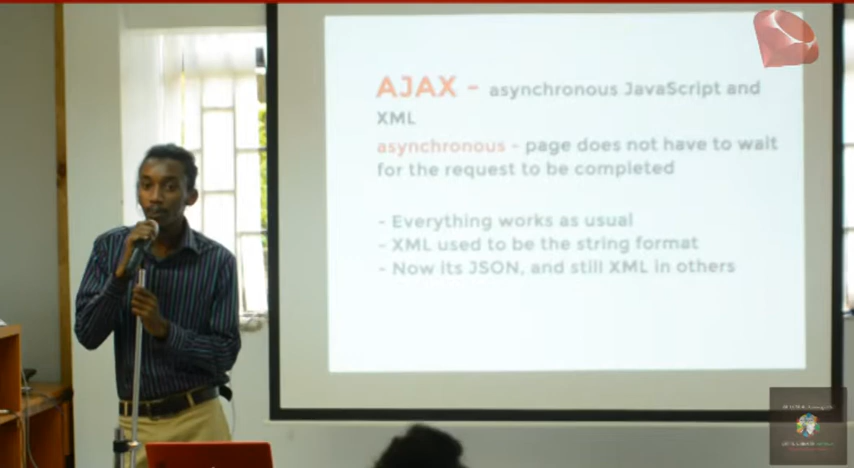 AJAX - asynchronous JavaScript and
XML
asynchronous - page does not have to wait
for the request to be completed
- Everything works as usual
- XML used to be the string format
- Now its JSON, and still XML in others